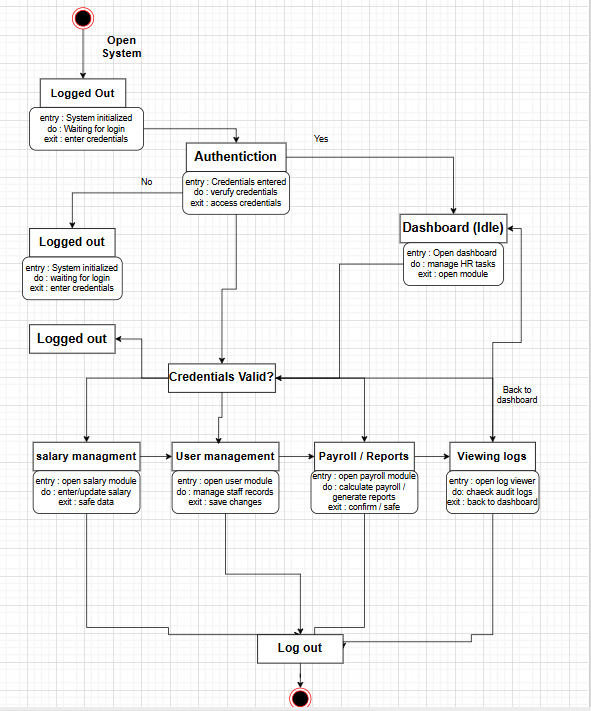 Open
System
Logged Out
entry : System initialized
do : Waiting for login
exit : enter credentials
Yes
Authentiction
No
entry : Credentials entered
do : verufy credentials
exit : access credentials
Dashboard (Idle)
Logged out
entry : Open dashboard
do : manage HR tasks
exit : open module
entry : System initialized
do : waiting for login
exit : enter credentials
Logged out
Credentials Valid?
Back to
dashboard
salary managment
User management
Payroll / Reports
Viewing logs
entry : open salary module
do : enter/update salary
exit : safe data
entry : open user module
do : manage staff records
exit : save changes
entry : open payroll module
do : calculate payroll /
generate reports
exit : confirm / safe
entry : open log viewer
do: chaeck audit logs
exit : back to dashboard
Log out